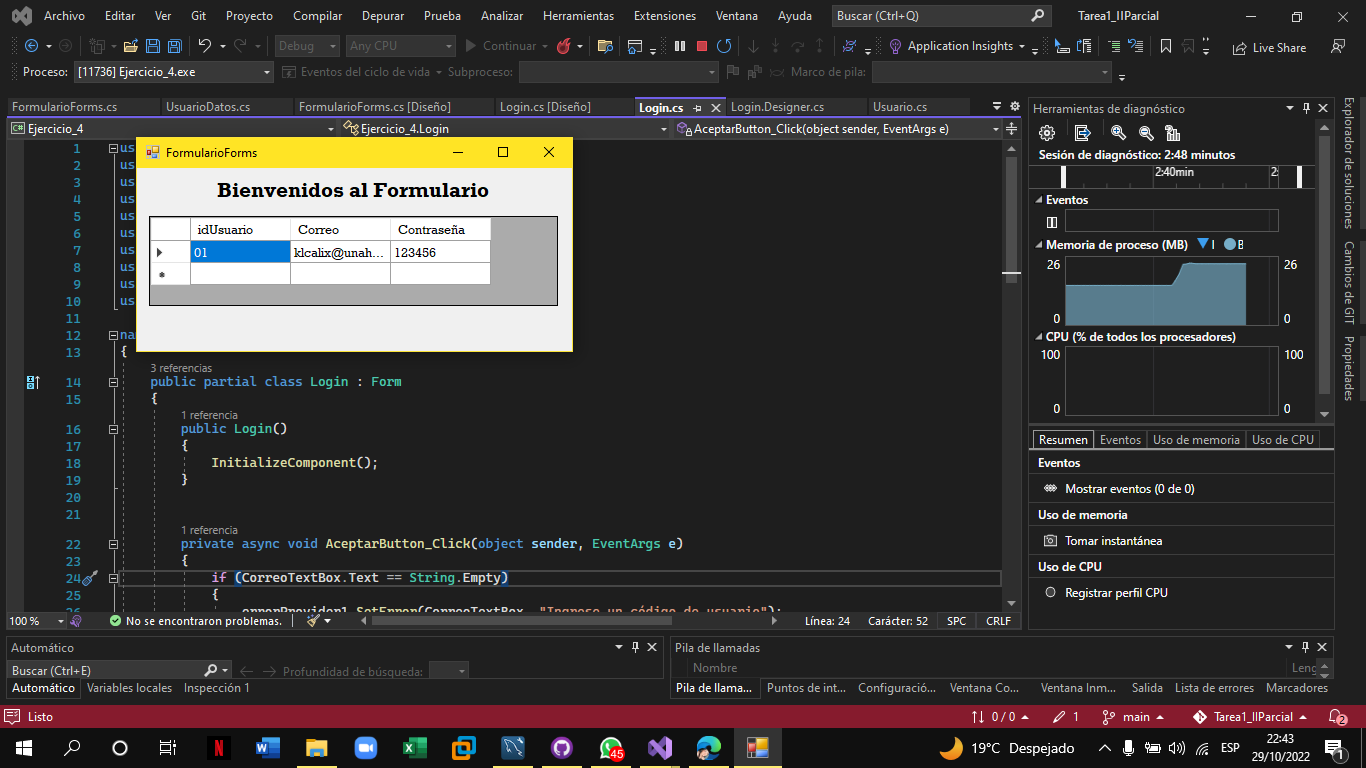 Archivo Editar Ver Git Proyecto Compilar Depurar Prueba Analizar Herramientas Extensiones Ventana Ayuda Buscar (Ctrl+Q) Tarea1_IIParcial
Debug Any CPU Continuar Application Insights Live Share
Proceso: [11736] Ejercicio_4.exe Eventos del ciclo de vida Subproceso: Marco de pila:
FormularioForms.cs UsuarioDatos.cs FormularioForms.cs [Diseño] Login.cs [Diseño] Login.cs Login.Designer.cs Usuario.cs
Ejercicio_4 Ejercicio_4.Login AceptarButton_Click(object sender, EventArgs e)
FormularioForms
Bienvenidos al Formulario
idUsuario Correo Contraseña
01 klcalix@unah... 123456
1 us
2 us
3 us
4 us
5 us
6 us
7 us
8 us
9 us
10 us
11
12 na
13 {
3 referencias
14 public partial class Login : Form
15 {
1 referencia
16 public Login()
17 {
18 InitializeComponent();
19 }
20
21
1 referencia
22 private async void AceptarButton_Click(object sender, EventArgs e)
23 {
24 if (CorreoTextBox.Text == String.Empty)
25 {
26 errorProvider1.SetError(CorreoTextBox, "Ingrese un código de usuario");
100 % No se encontraron problemas. Línea: 24 Carácter: 52 SPC CRLF
Herramientas de diagnóstico
Sesión de diagnóstico: 2:48 minutos
2:40min 2:
Eventos
Memoria de proceso (MB) I B
26 26
0 0
CPU (% de todos los procesadores)
100 100
0 0
Resumen Eventos Uso de memoria Uso de CPU
Eventos
Mostrar eventos (0 de 0)
Uso de memoria
Tomar instantánea
Uso de CPU
Registrar perfil CPU
Explorador de soluciones
Cambios de GIT
Propiedades
Automático
Buscar (Ctrl+E) Profundidad de búsqueda:
Automático Variables locales Inspección 1
Pila de llamadas
Nombre Leng
Pila de llama... Puntos de int... Configuració... Ventana Co... Ventana Inm... Salida Lista de errores Marcadores
Listo 0 / 0 1 main Tarea1_IIParcial 2
45 19°C Despejado ESP 22:43
29/10/2022 1